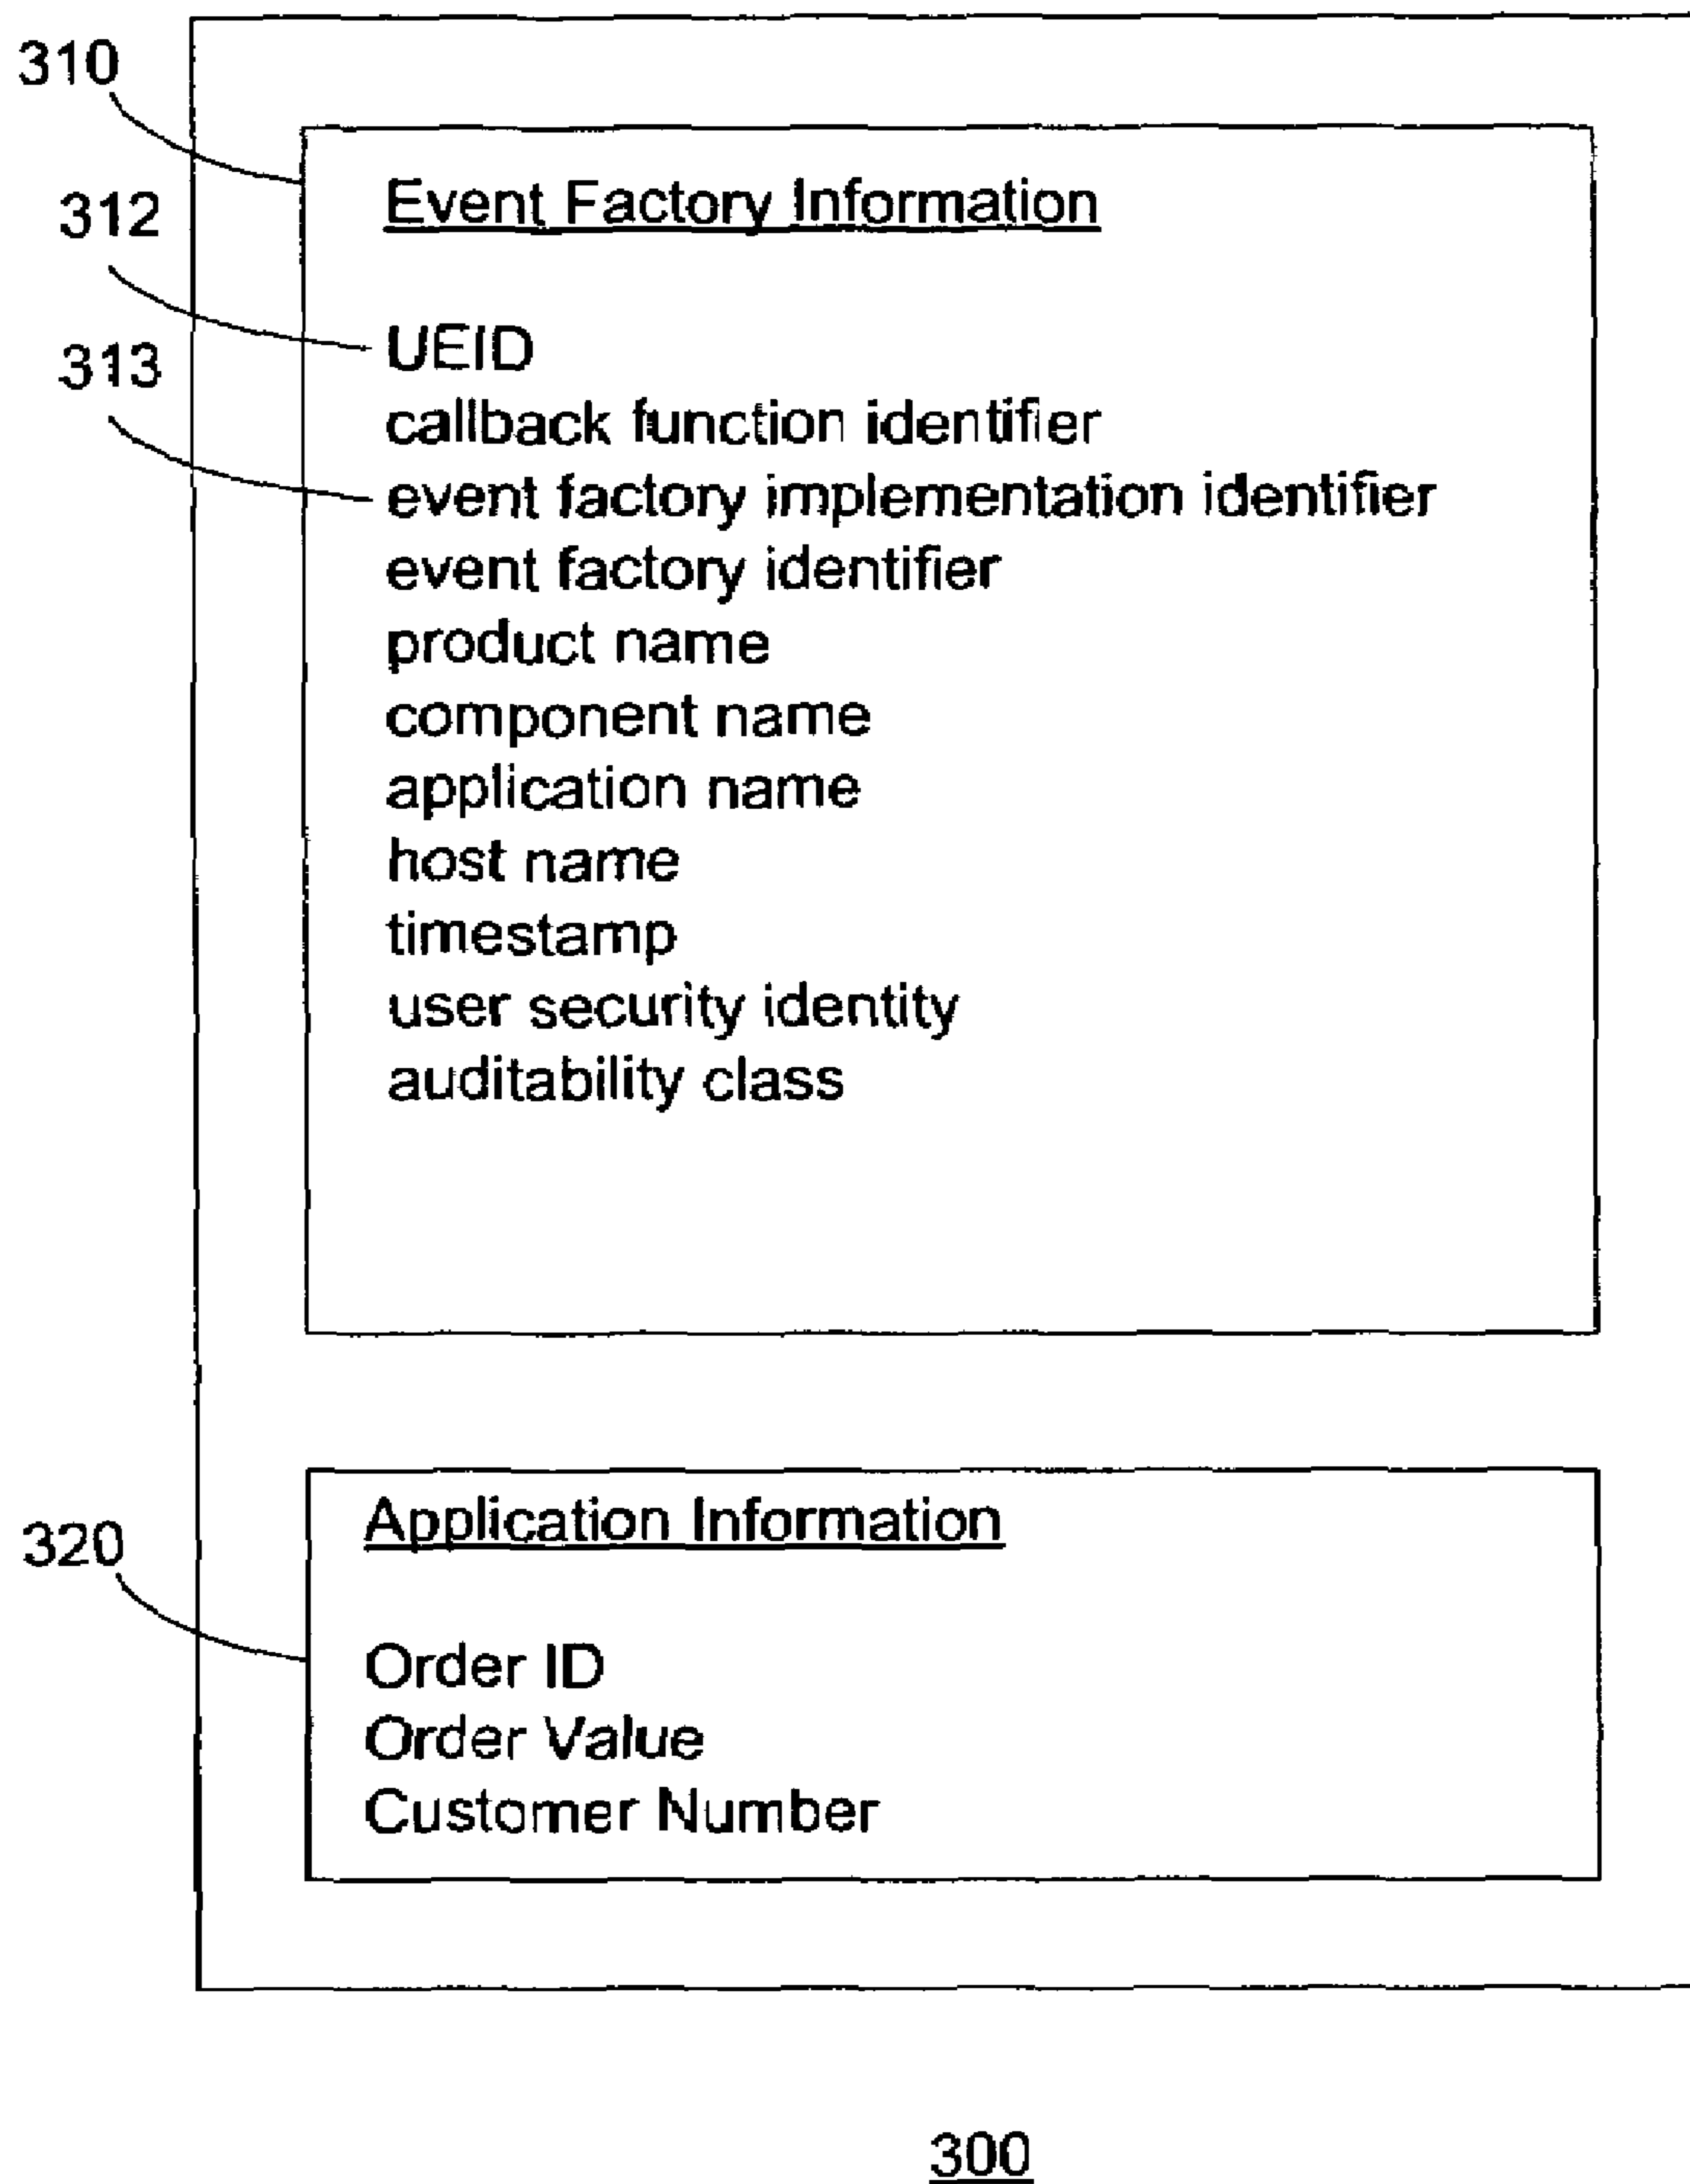 310
Event Factory Information
312
UEID
313
callback function identifier
event factory implementation identifier
event factory identifier
product name
component name
application name
host name
timestamp
user security identity
auditability class
Application Information
320
Order ID
Order Value
Customer Number
300